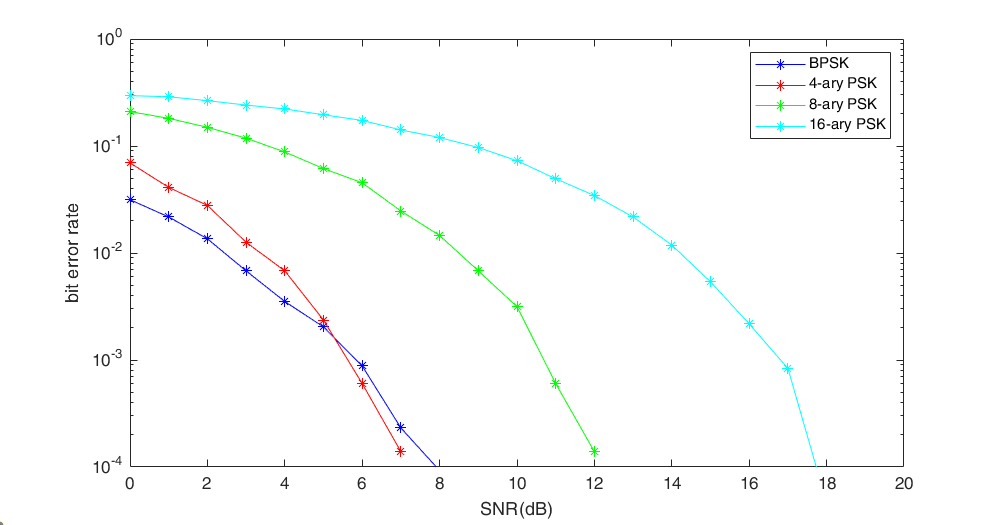 10^0
10^-1
10^-2
10^-3
10^-4
bit error rate
BPSK
4-ary PSK
8-ary PSK
16-ary PSK
0 2 4 6 8 10 12 14 16 18 20
SNR(dB)